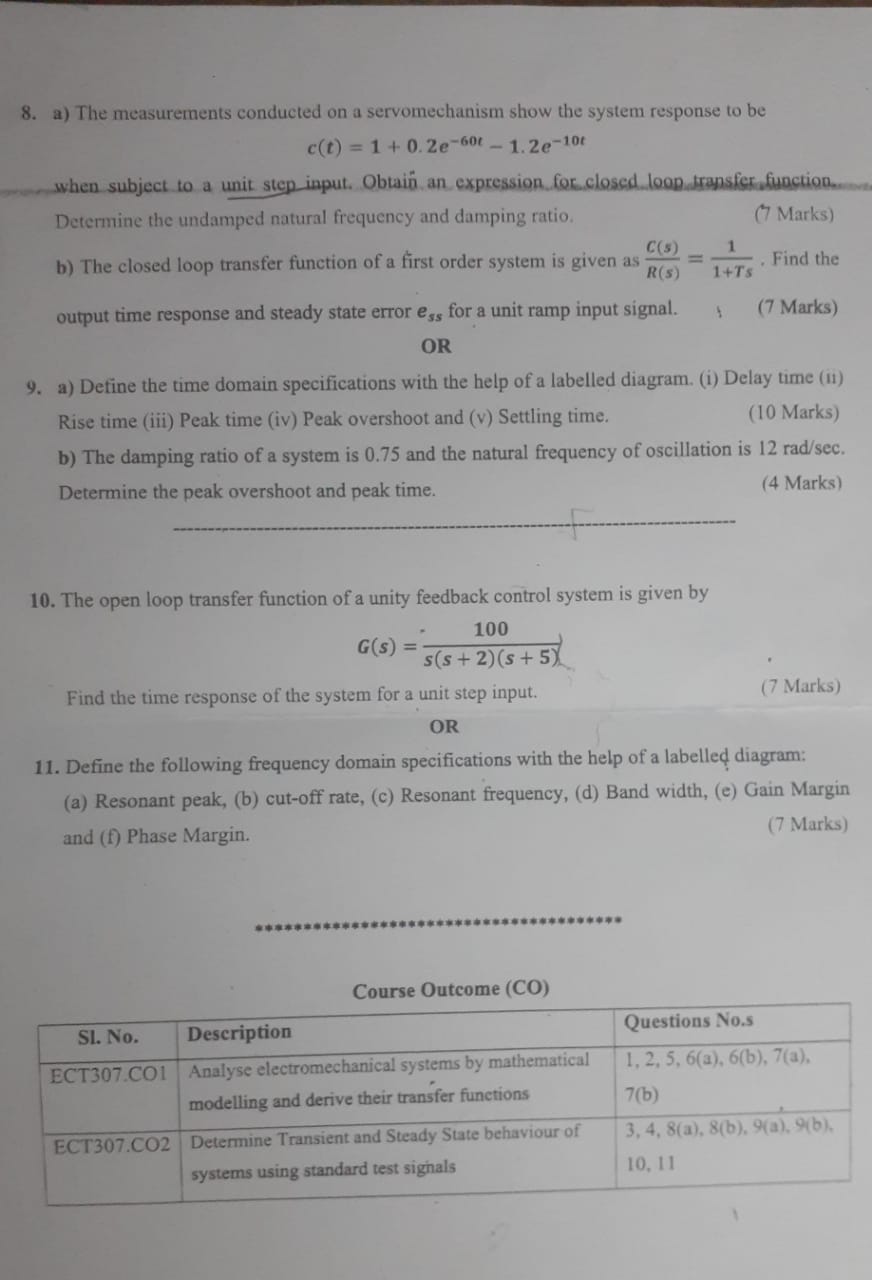 8. a) The measurements conducted on a servomechanism show the system response to be
c(t) = 1 + 0.2e^{-60t} - 1.2e^{-10t}
when subject to a unit step input. Obtain an expression for closed loop transfer function.
Determine the undamped natural frequency and damping ratio. (7 Marks)
b) The closed loop transfer function of a first order system is given as C(s)/R(s) = 1/(1+Ts) . Find the
output time response and steady state error e_ss for a unit ramp input signal. (7 Marks)
OR
9. a) Define the time domain specifications with the help of a labelled diagram. (i) Delay time (ii)
Rise time (iii) Peak time (iv) Peak overshoot and (v) Settling time. (10 Marks)
b) The damping ratio of a system is 0.75 and the natural frequency of oscillation is 12 rad/sec.
Determine the peak overshoot and peak time. (4 Marks)
10. The open loop transfer function of a unity feedback control system is given by
G(s) = 100/(s(s + 2)(s + 5))
Find the time response of the system for a unit step input. (7 Marks)
OR
11. Define the following frequency domain specifications with the help of a labelled diagram:
(a) Resonant peak, (b) cut-off rate, (c) Resonant frequency, (d) Band width, (e) Gain Margin
and (f) Phase Margin. (7 Marks)
**************************************
Course Outcome (CO)
Sl. No. Description Questions No.s
ECT307.CO1 Analyse electromechanical systems by mathematical 1, 2, 5, 6(a), 6(b), 7(a),
modelling and derive their transfer functions 7(b)
ECT307.CO2 Determine Transient and Steady State behaviour of 3, 4, 8(a), 8(b), 9(a), 9(b),
systems using standard test signals 10, 11